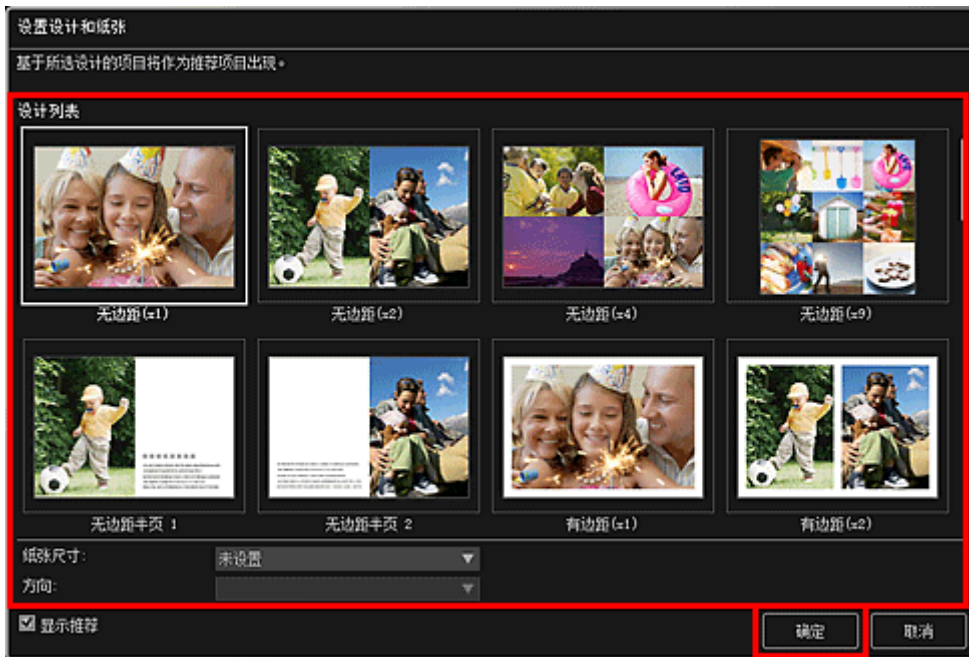 设置设计和纸张
基于所选设计的项目将作为推荐项目出现。
设计列表
无边距(x1)
无边距(x2)
无边距(x4)
无边距(x9)
无边距半页 1
无边距半页 2
有边距(x1)
有边距(x2)
纸张尺寸:
未设置
方向:
显示推荐
确定
取消